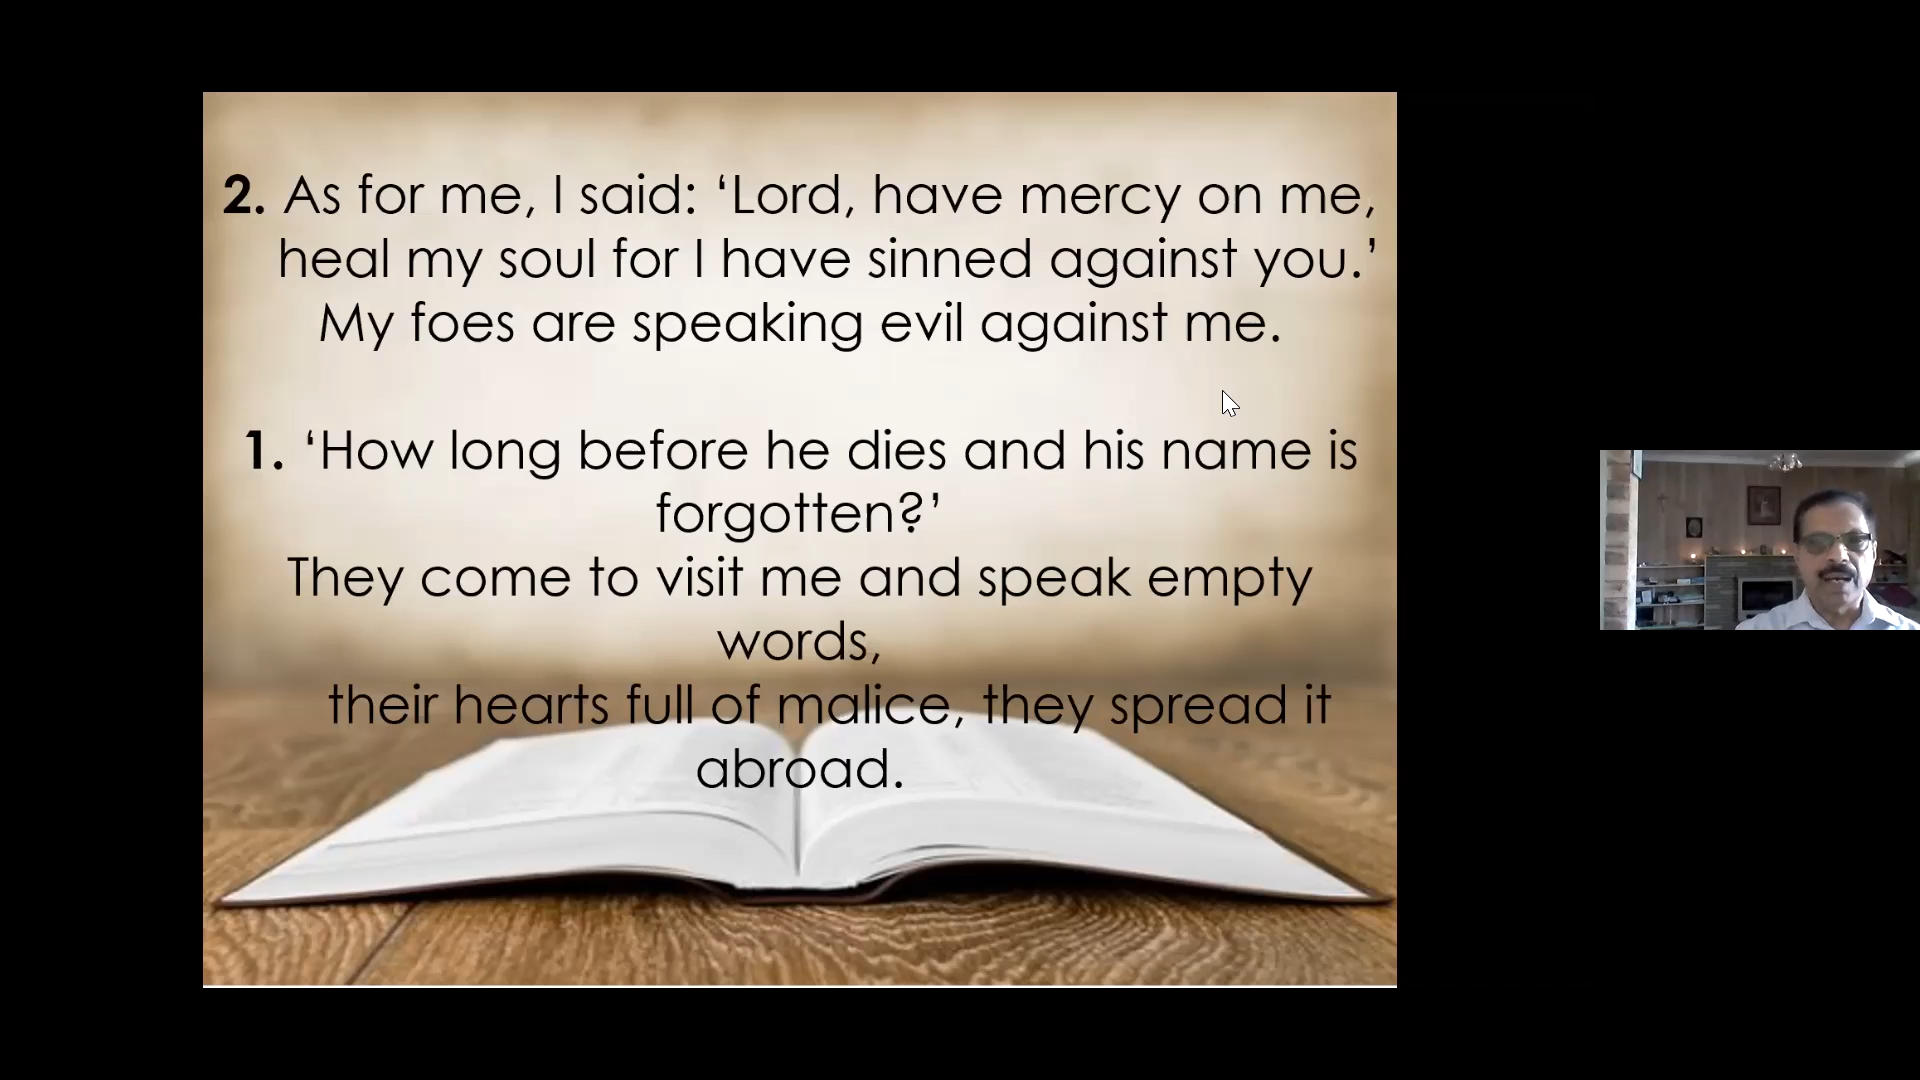 2. As for me, I said: ‘Lord, have mercy on me,
heal my soul for I have sinned against you.’
My foes are speaking evil against me.
1. ‘How long before he dies and his name is
forgotten?’
They come to visit me and speak empty
words,
their hearts full of malice, they spread it
abroad.